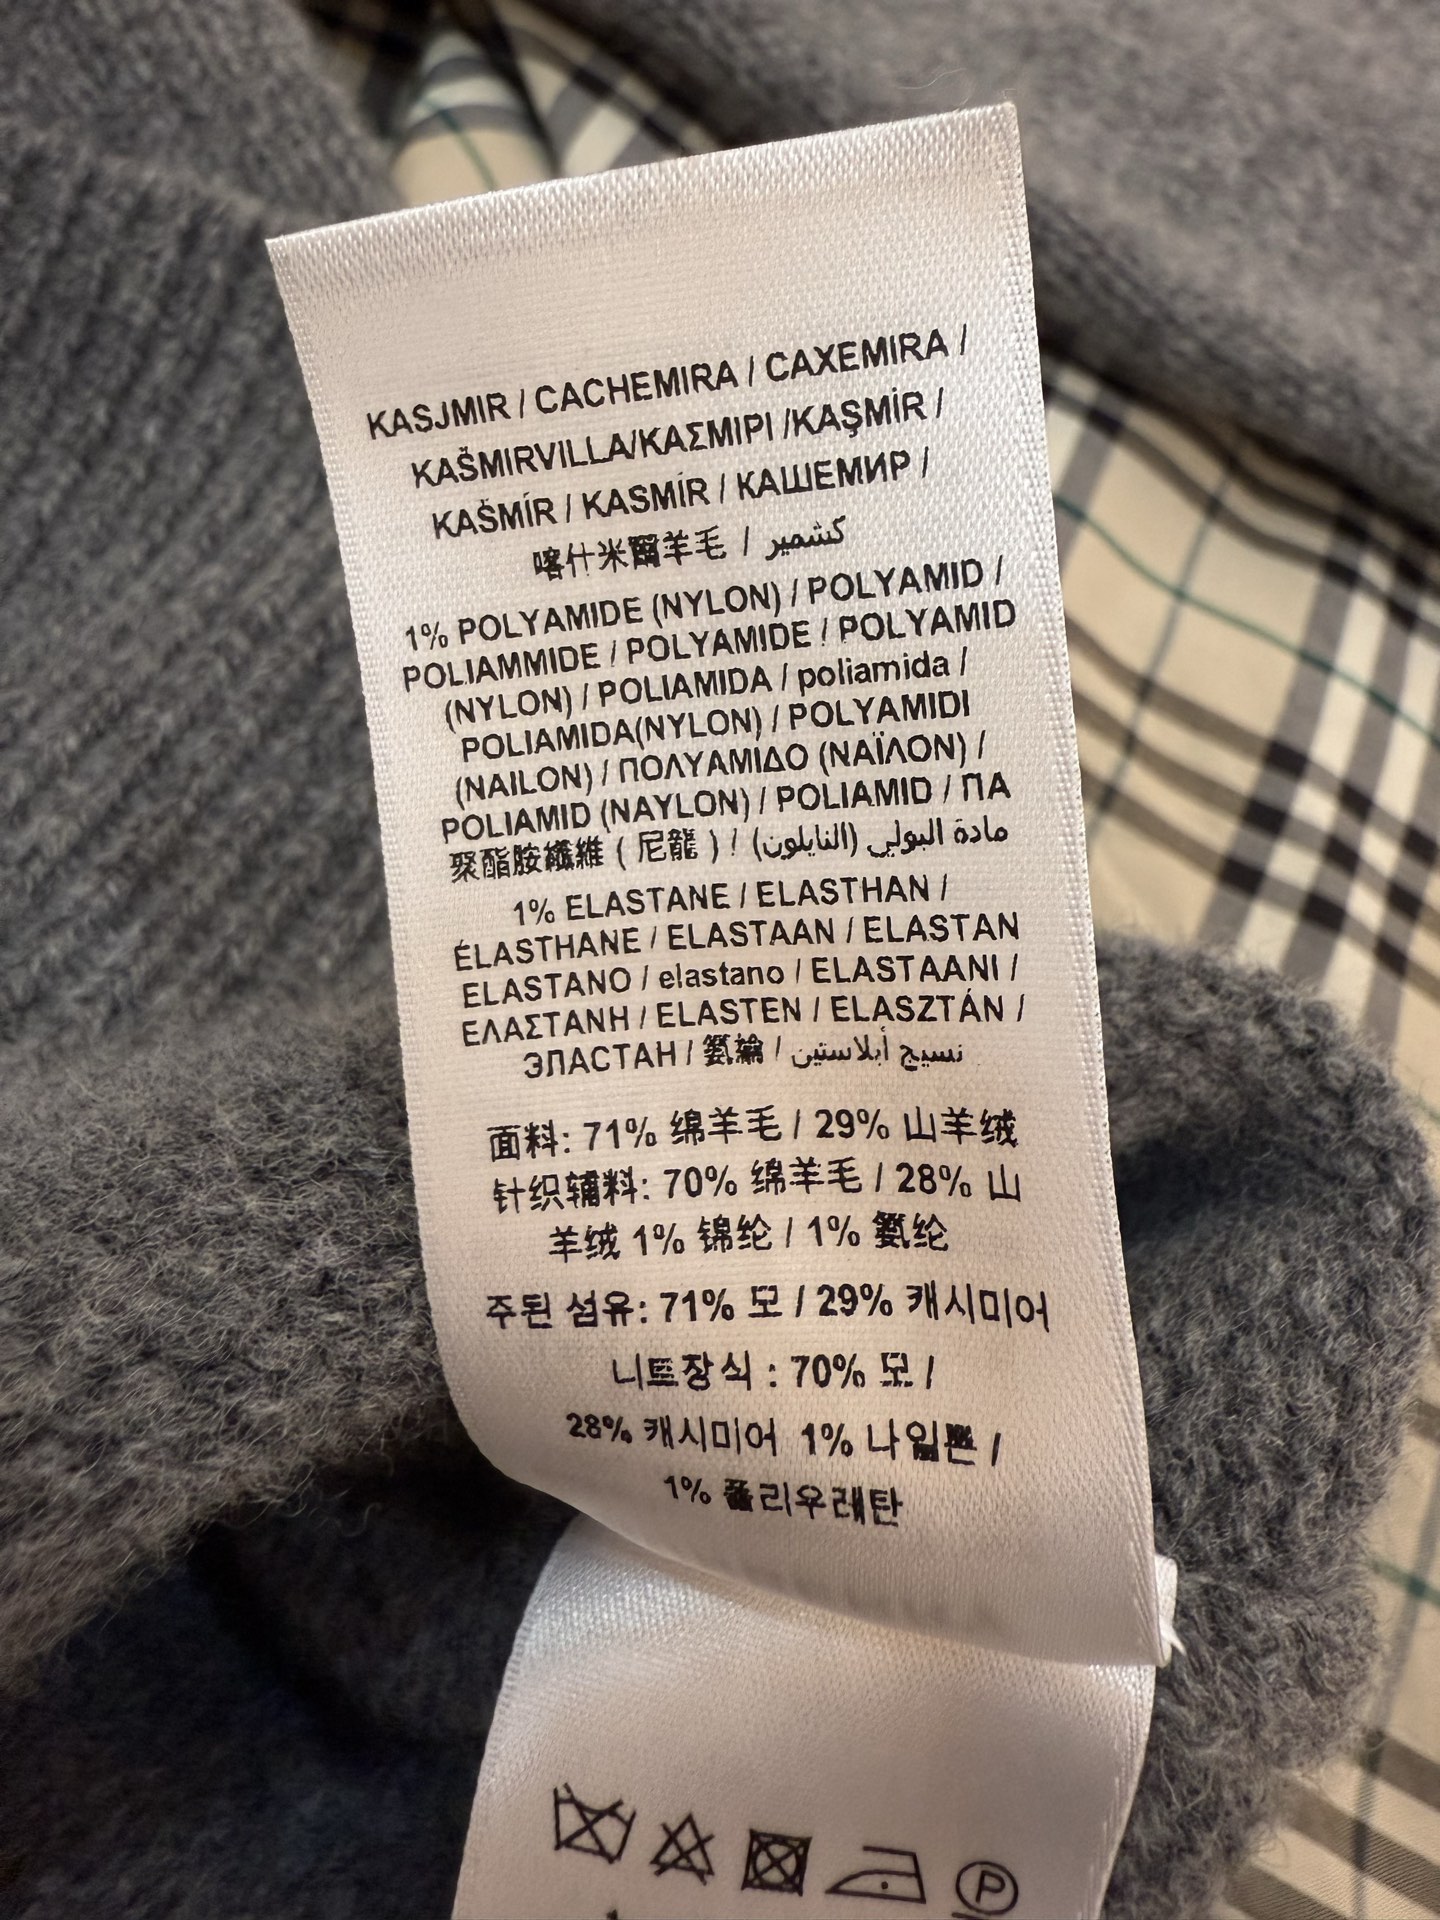 KASJMIR / CACHEMIRA / CAXEMIRA /
KAŠMIRVILLA/ΚΑΣΜΙΡΙ /KAŞMİR /
KAŠMÍR / KASMÍR / КАШЕМИР /
喀什米爾羊毛 / كشمير
1% POLYAMIDE (NYLON) / POLYAMID /
POLIAMMIDE / POLYAMIDE / POLYAMID
(NYLON) / POLIAMIDA / poliamida /
POLIAMIDA(NYLON) / POLYAMIDI
(NAILON) / ΠΟΛΥΑΜΙΔΟ (ΝΑΪΛΟΝ) /
POLIAMID (NAYLON) / POLIAMID / ПА
聚酯胺纖維 ( 尼龍 ) / مادة البولي (النايلون)
1% ELASTANE / ELASTHAN /
ÉLASTHANE / ELASTAAN / ELASTAN
ELASTANO / elastano / ELASTAANI /
ΕΛΑΣΤΑΝΗ / ELASTEN / ELASZTÁN /
ЭЛАСТАН / 氨綸 / نسيج أيلاستين
面料: 71% 绵羊毛 / 29% 山羊绒
针织辅料: 70% 绵羊毛 / 28% 山
羊绒 1% 锦纶 / 1% 氨纶
주된 섬유: 71% 모 / 29% 캐시미어
니트장식 : 70% 모 /
28% 캐시미어 1% 나일론 /
1% 폴리우레탄
P